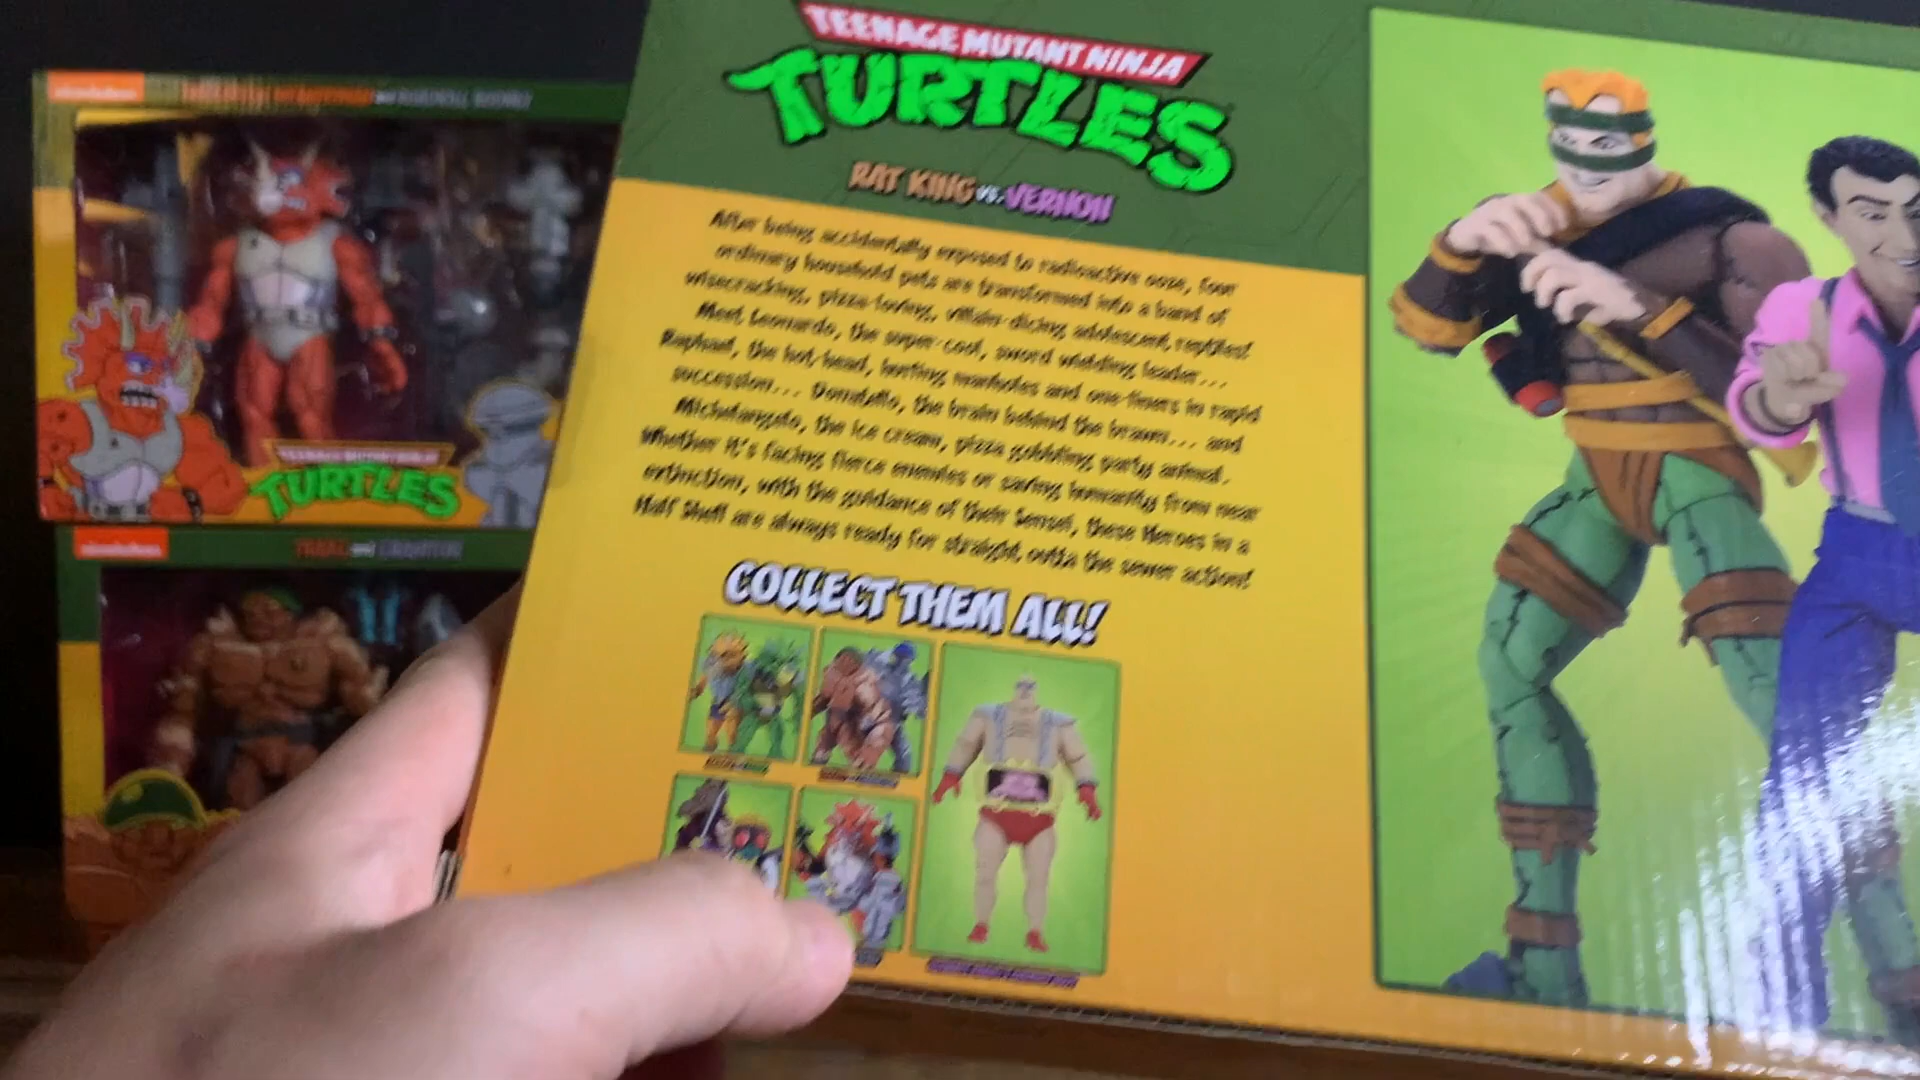 nickelodeon
TURTLES
nickelodeon
TEENAGE MUTANT NINJA
TURTLES
RAT KING vs. VERNON
After being accidentally exposed to radioactive ooze, four
ordinary household pets are transformed into a band of
wisecracking, pizza-loving, villain-dicing adolescent reptiles!
Meet Leonardo, the super-cool, sword wielding leader...
Raphael, the hot-head, hurling manholes and one-liners in rapid
succession... Donatello, the brain behind the brawn... and
Michelangelo, the ice cream, pizza gobbling party animal.
Whether it's facing fierce enemies or saving humanity from near
extinction, with the guidance of their Sensei, these Heroes in a
Half Shell are always ready for straight outta the sewer action!
COLLECT THEM ALL!